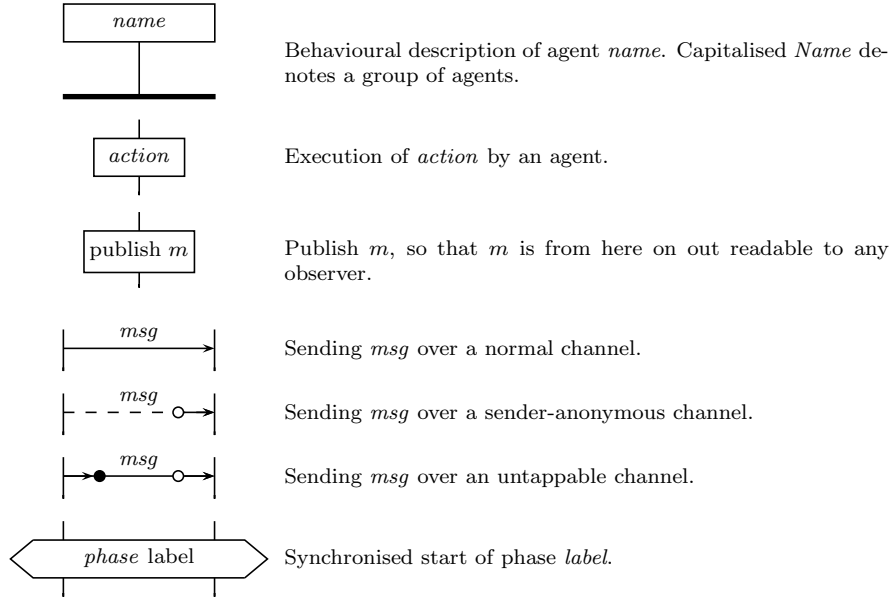 name
Behavioural description of agent name. Capitalised Name de-
notes a group of agents.
action
Execution of action by an agent.
publish m
Publish m, so that m is from here on out readable to any
observer.
msg
Sending msg over a normal channel.
msg
Sending msg over a sender-anonymous channel.
msg
Sending msg over an untappable channel.
phase label
Synchronised start of phase label.